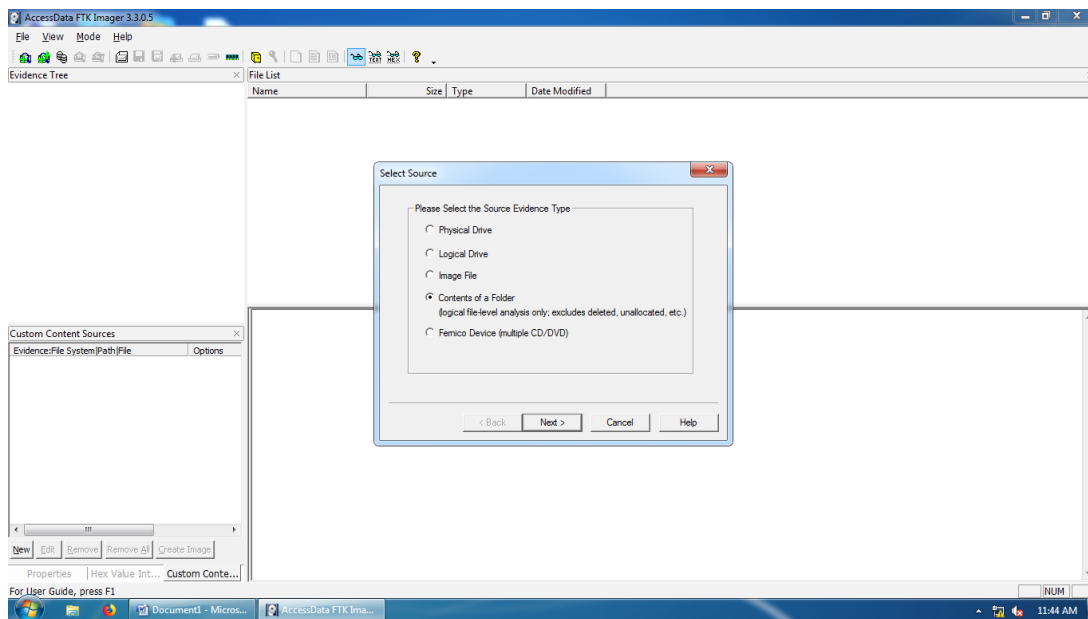 AccessData FTK Imager 3.3.0.5
File View Mode Help
Evidence Tree
File List
Name Size Type Date Modified
Select Source
Please Select the Source Evidence Type
Physical Drive
Logical Drive
Image File
Contents of a Folder
(logical file-level analysis only; excludes deleted, unallocated, etc.)
Fernico Device (multiple CD/DVD)
< Back Next > Cancel Help
Custom Content Sources
Evidence:File System|Path|File Options
New Edit Remove Remove All Create Image
Properties Hex Value Int... Custom Conte...
For User Guide, press F1
NUM
Document1 - Micros... AccessData FTK Ima... 11:44 AM